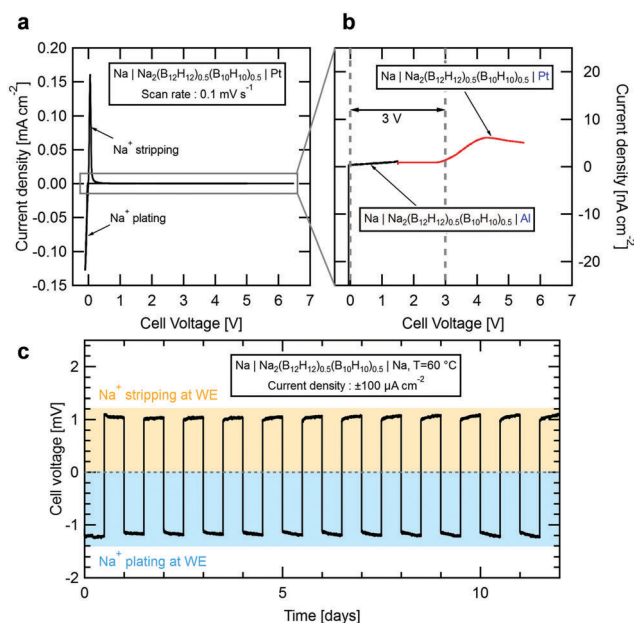 a
b
0.20
0.15
0.10
0.05
0.00
-0.05
-0.10
0.15
Current density [mA cm⁻²]
Na | Na₂(B₁₂H₁₂)₀.₅(B₁₀H₁₀)₀.₅ | Pt
Scan rate : 0.1 mV s⁻¹
Na⁺ stripping
Na⁺ plating
0 1 2 3 4 5 6 7
Cell Voltage [V]
Na | Na₂(B₁₂H₁₂)₀.₅(B₁₀H₁₀)₀.₅ | Pt
3 V
Na | Na₂(B₁₂H₁₂)₀.₅(B₁₀H₁₀)₀.₅ | Al
20
10
0
-10
-20
Current density [nA cm⁻²]
0 1 2 3 4 5 6 7
Cell Voltage [V]
c
Na | Na₂(B₁₂H₁₂)₀.₅(B₁₀H₁₀)₀.₅ | Na, T=60 °C
Current density : ±100 µA cm⁻²
Na⁺ stripping at WE
Na⁺ plating at WE
2
1
0
-1
-2
Cell voltage [mV]
0 5 10
Time [days]